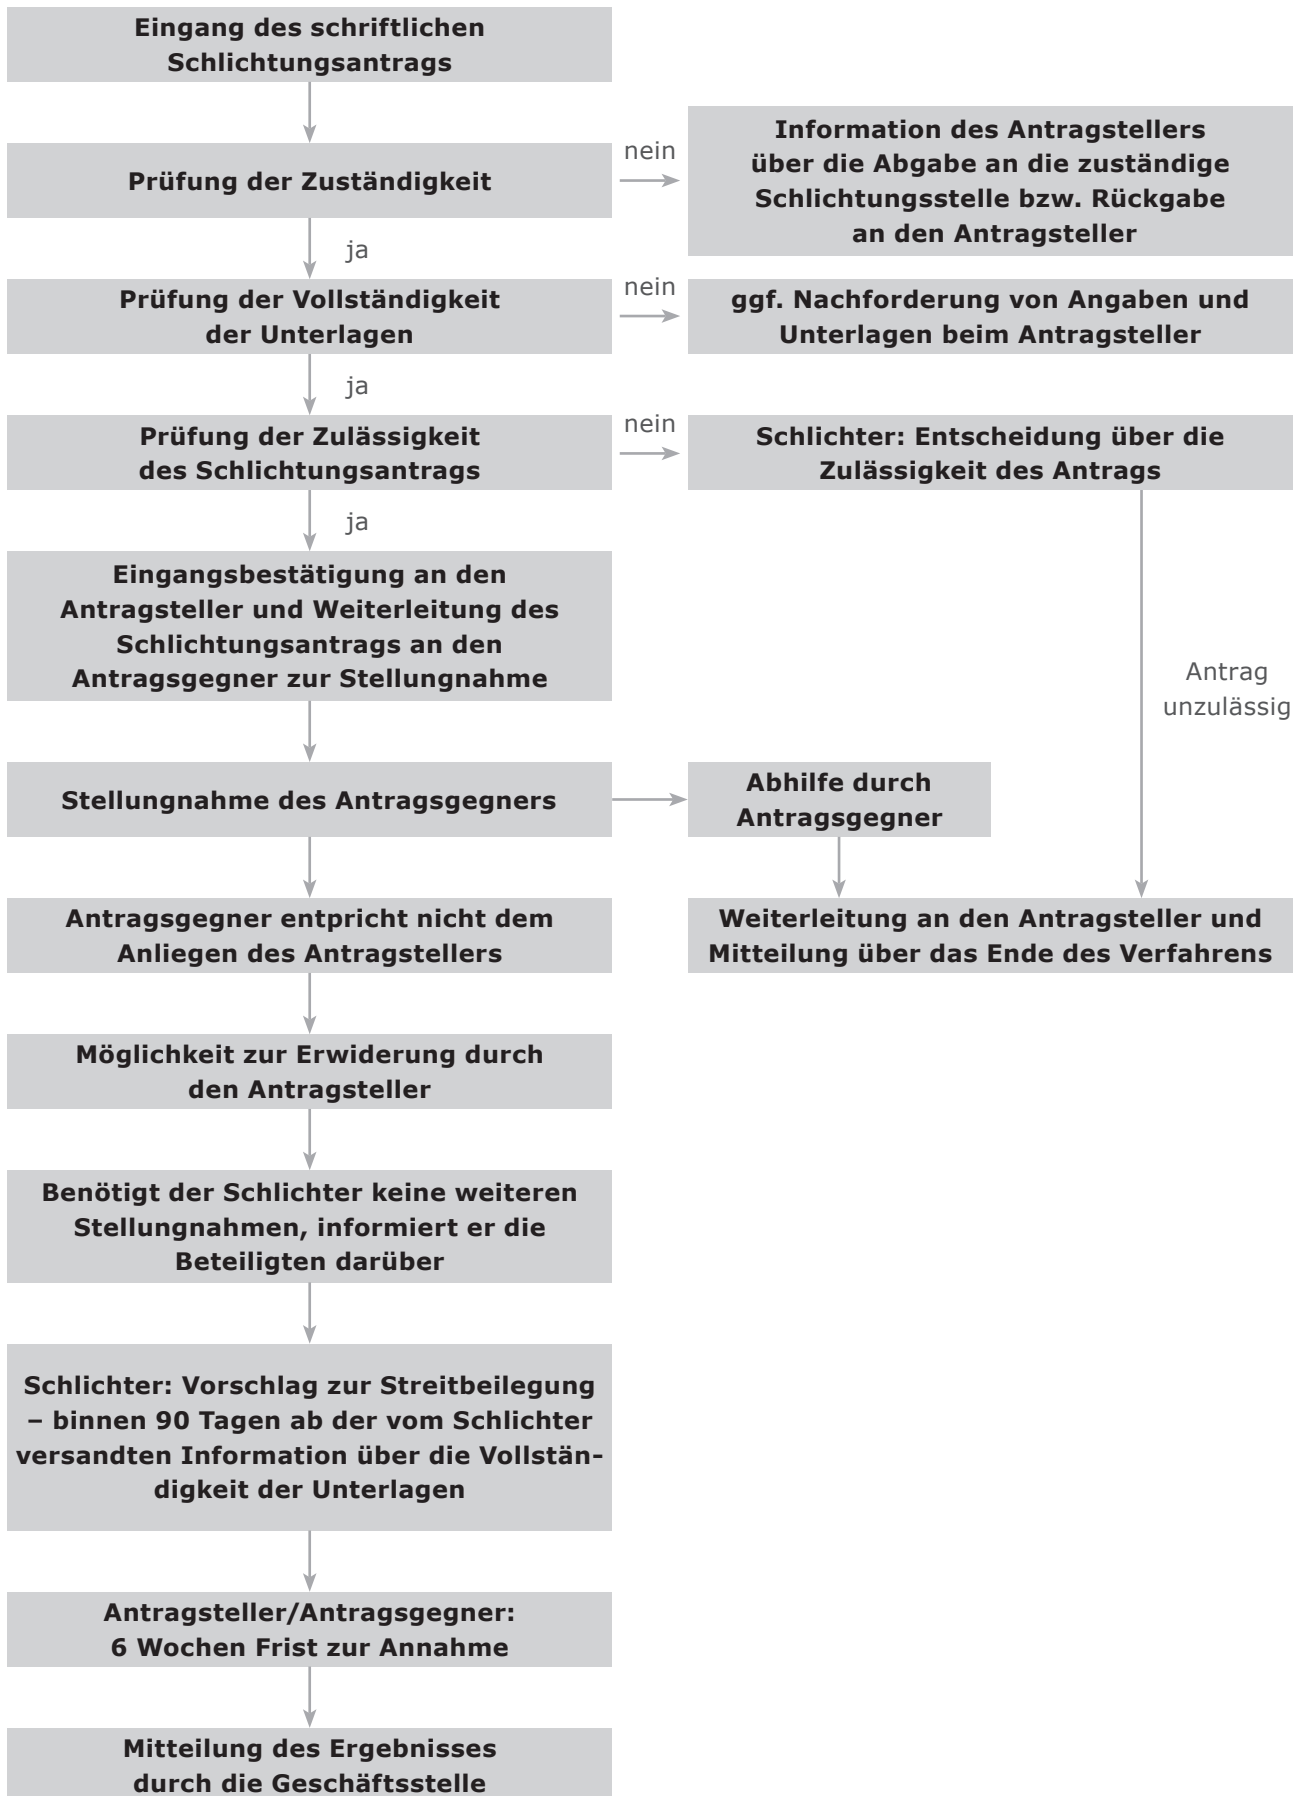 Eingang des schriftlichen
Schlichtungsantrags
Prüfung der Zuständigkeit
nein
Information des Antragstellers
über die Abgabe an die zuständige
Schlichtungsstelle bzw. Rückgabe
an den Antragsteller
ja
Prüfung der Vollständigkeit
der Unterlagen
nein
ggf. Nachforderung von Angaben und
Unterlagen beim Antragsteller
ja
Prüfung der Zulässigkeit
des Schlichtungsantrags
nein
Schlichter: Entscheidung über die
Zulässigkeit des Antrags
ja
Eingangsbestätigung an den
Antragsteller und Weiterleitung des
Schlichtungsantrags an den
Antragsgegner zur Stellungnahme
Antrag
unzulässig
Stellungnahme des Antragsgegners
Abhilfe durch
Antragsgegner
Antragsgegner entpricht nicht dem
Anliegen des Antragstellers
Weiterleitung an den Antragsteller und
Mitteilung über das Ende des Verfahrens
Möglichkeit zur Erwiderung durch
den Antragsteller
Benötigt der Schlichter keine weiteren
Stellungnahmen, informiert er die
Beteiligten darüber
Schlichter: Vorschlag zur Streitbeilegung
– binnen 90 Tagen ab der vom Schlichter
versandten Information über die Vollstän-
digkeit der Unterlagen
Antragsteller/Antragsgegner:
6 Wochen Frist zur Annahme
Mitteilung des Ergebnisses
durch die Geschäftsstelle